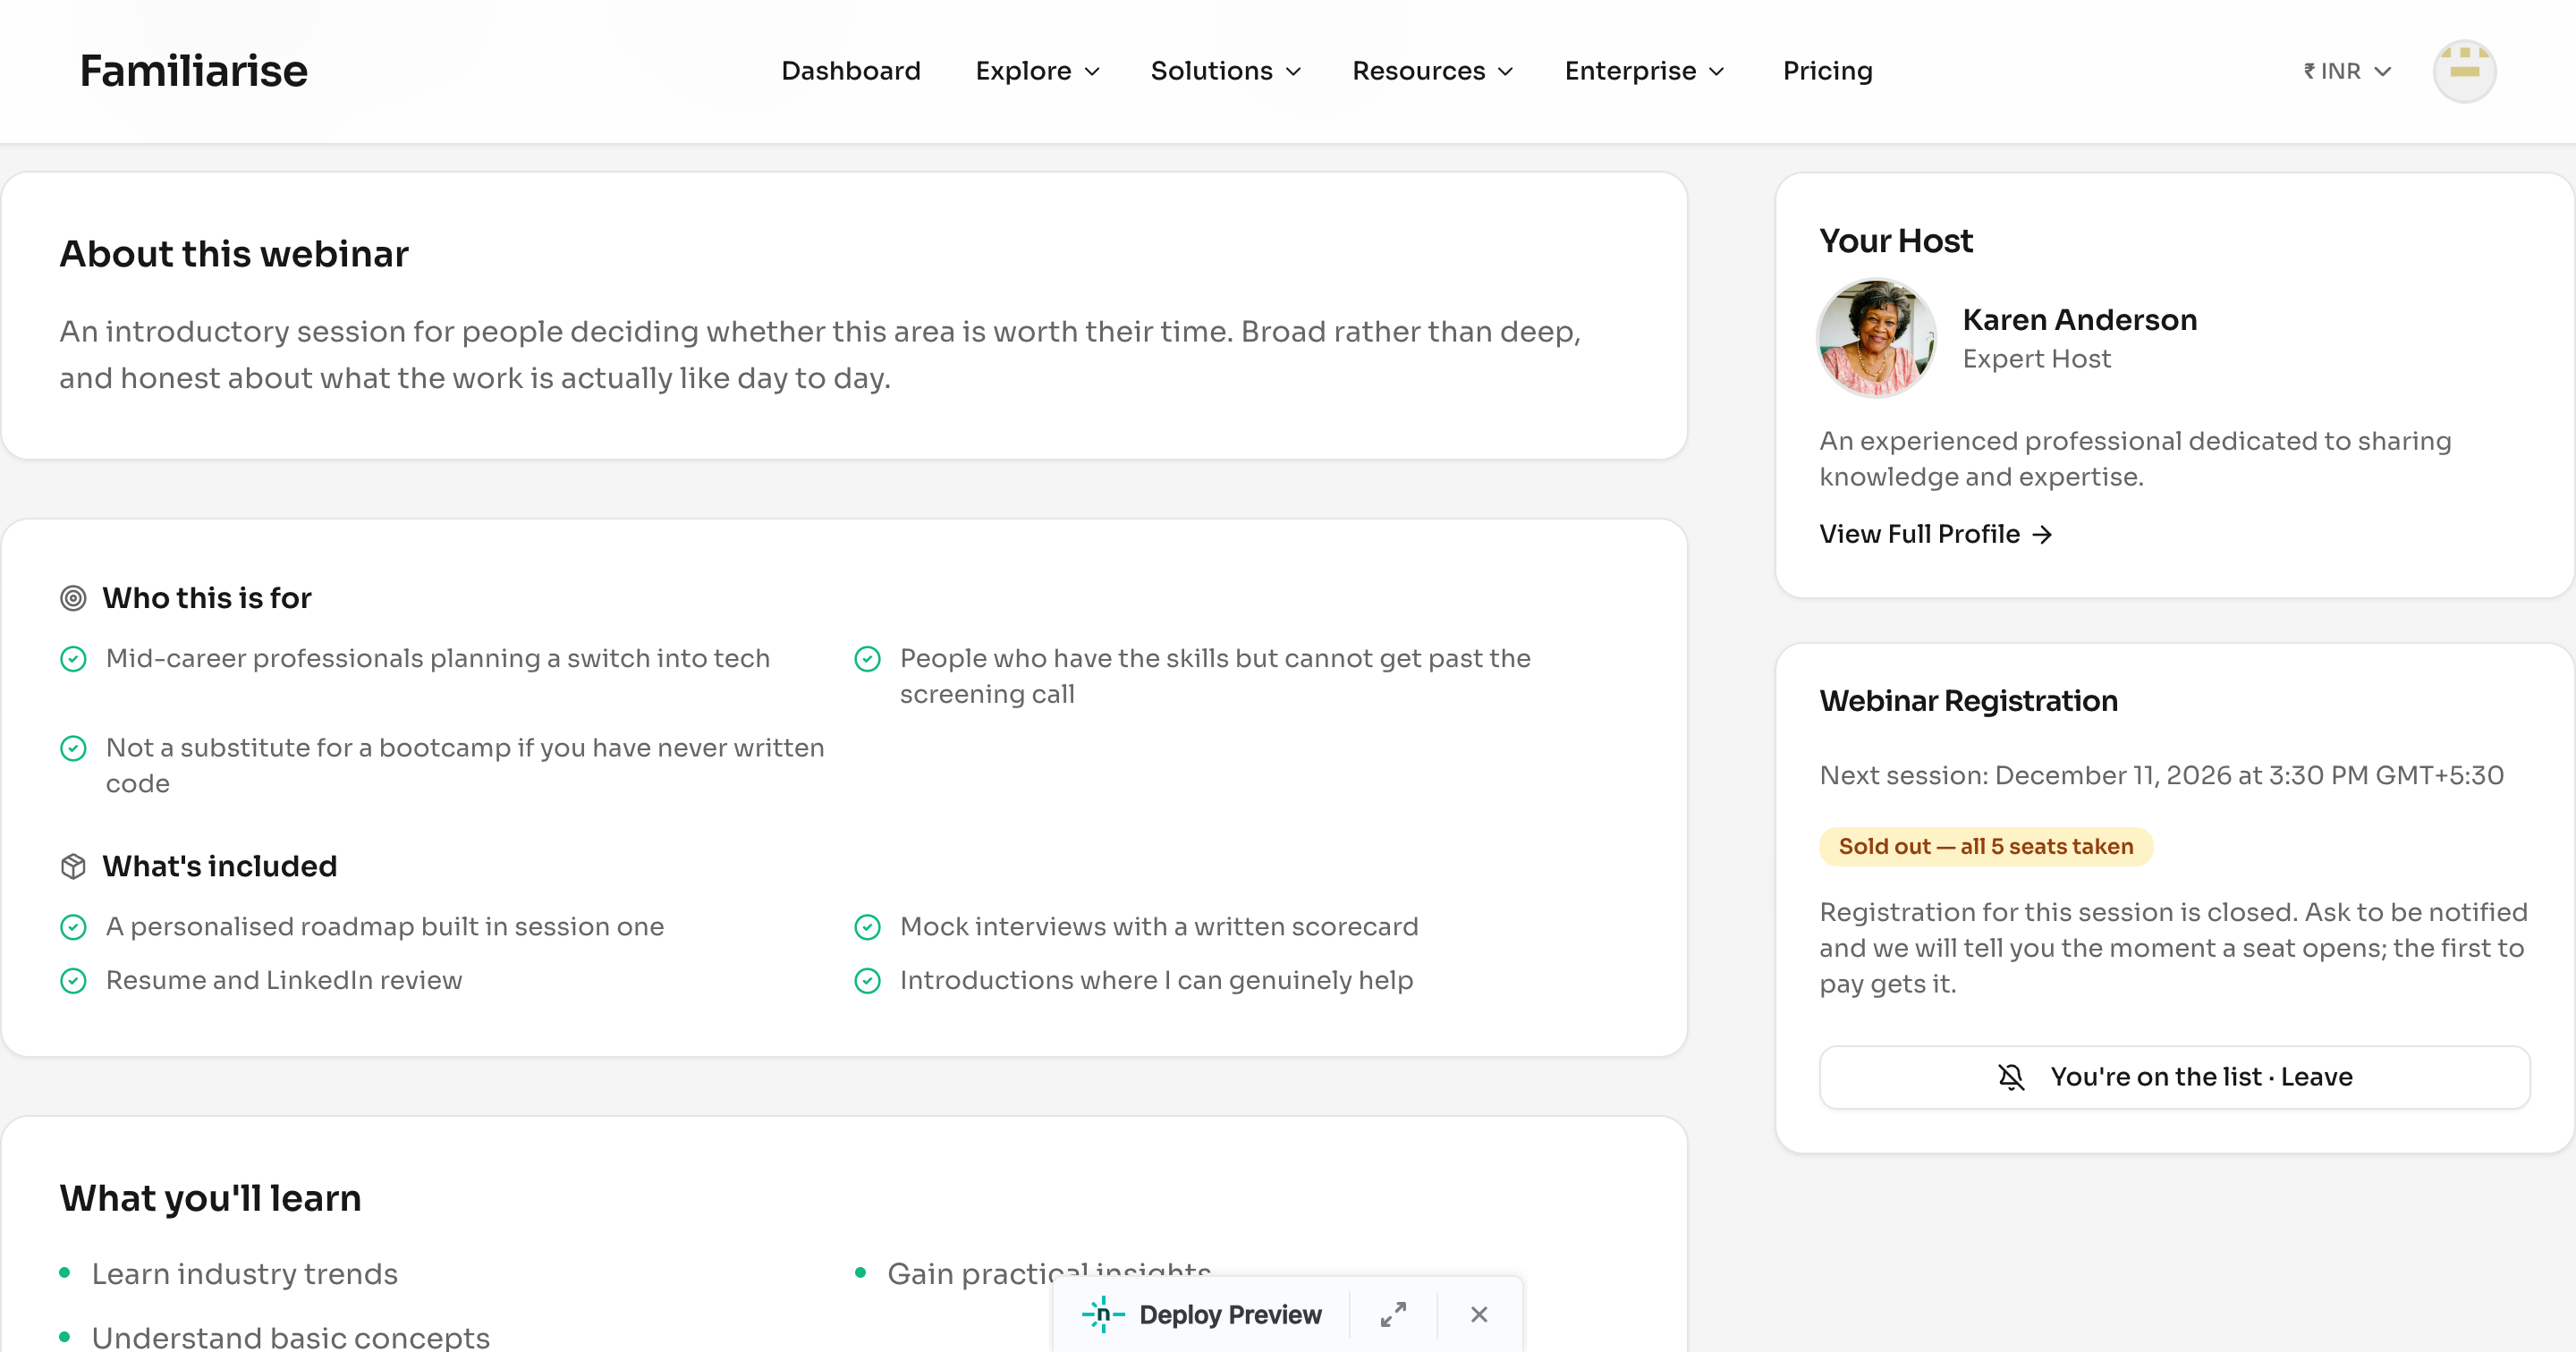 Familiarise
Dashboard
Explore
Solutions
Resources
Enterprise
Pricing
₹ INR
About this webinar
An introductory session for people deciding whether this area is worth their time. Broad rather than deep,
and honest about what the work is actually like day to day.
Who this is for
Mid-career professionals planning a switch into tech
People who have the skills but cannot get past the
screening call
Not a substitute for a bootcamp if you have never written
code
What's included
A personalised roadmap built in session one
Mock interviews with a written scorecard
Resume and LinkedIn review
Introductions where I can genuinely help
What you'll learn
Learn industry trends
Gain practical insights
Understand basic concepts
Your Host
Karen Anderson
Expert Host
An experienced professional dedicated to sharing
knowledge and expertise.
View Full Profile →
Webinar Registration
Next session: December 11, 2026 at 3:30 PM GMT+5:30
Sold out — all 5 seats taken
Registration for this session is closed. Ask to be notified
and we will tell you the moment a seat opens; the first to
pay gets it.
You're on the list · Leave
Deploy Preview